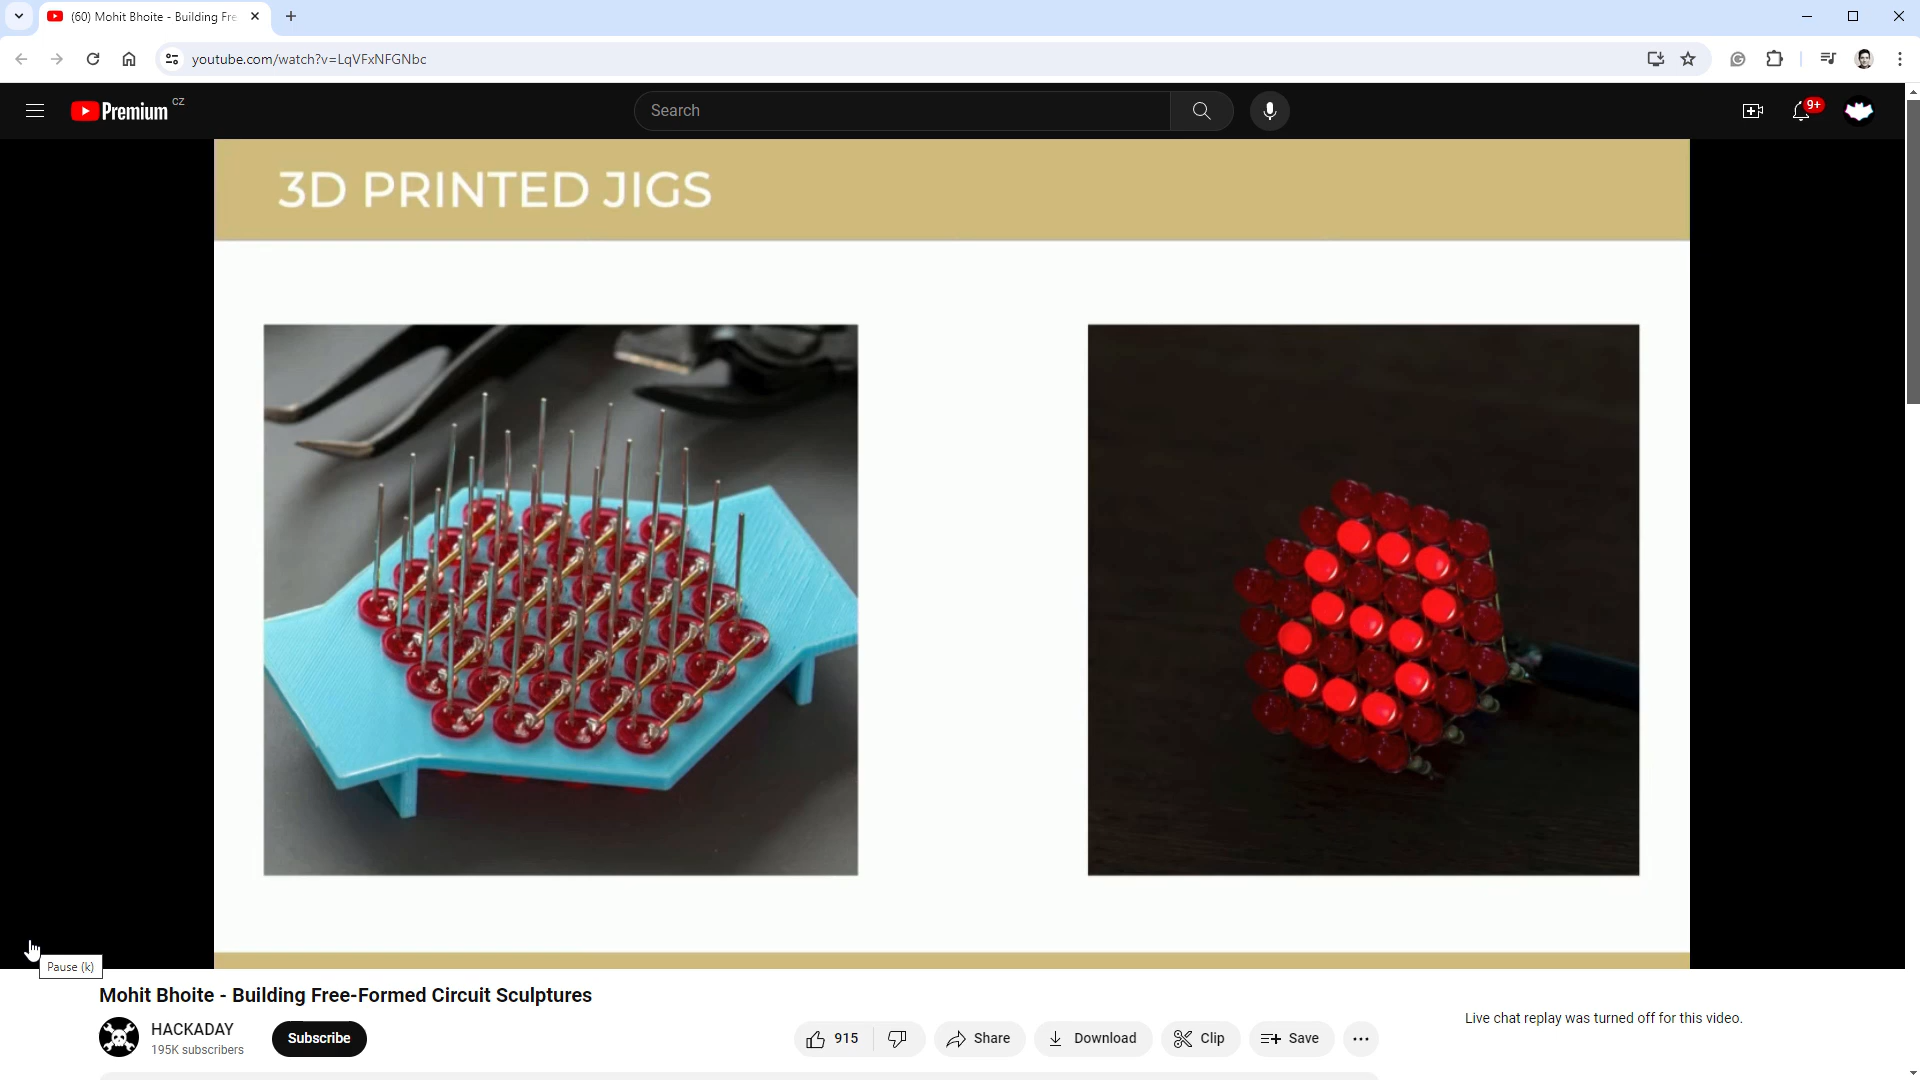 (60) Mohit Bhoite - Building Fre
youtube.com/watch?v=LqVFxNFGNbc
Premium CZ
Search
9+
3D PRINTED JIGS
Pause (k)
Mohit Bhoite - Building Free-Formed Circuit Sculptures
HACKADAY
195K subscribers
Subscribe
915
Share
Download
Clip
Save
Live chat replay was turned off for this video.